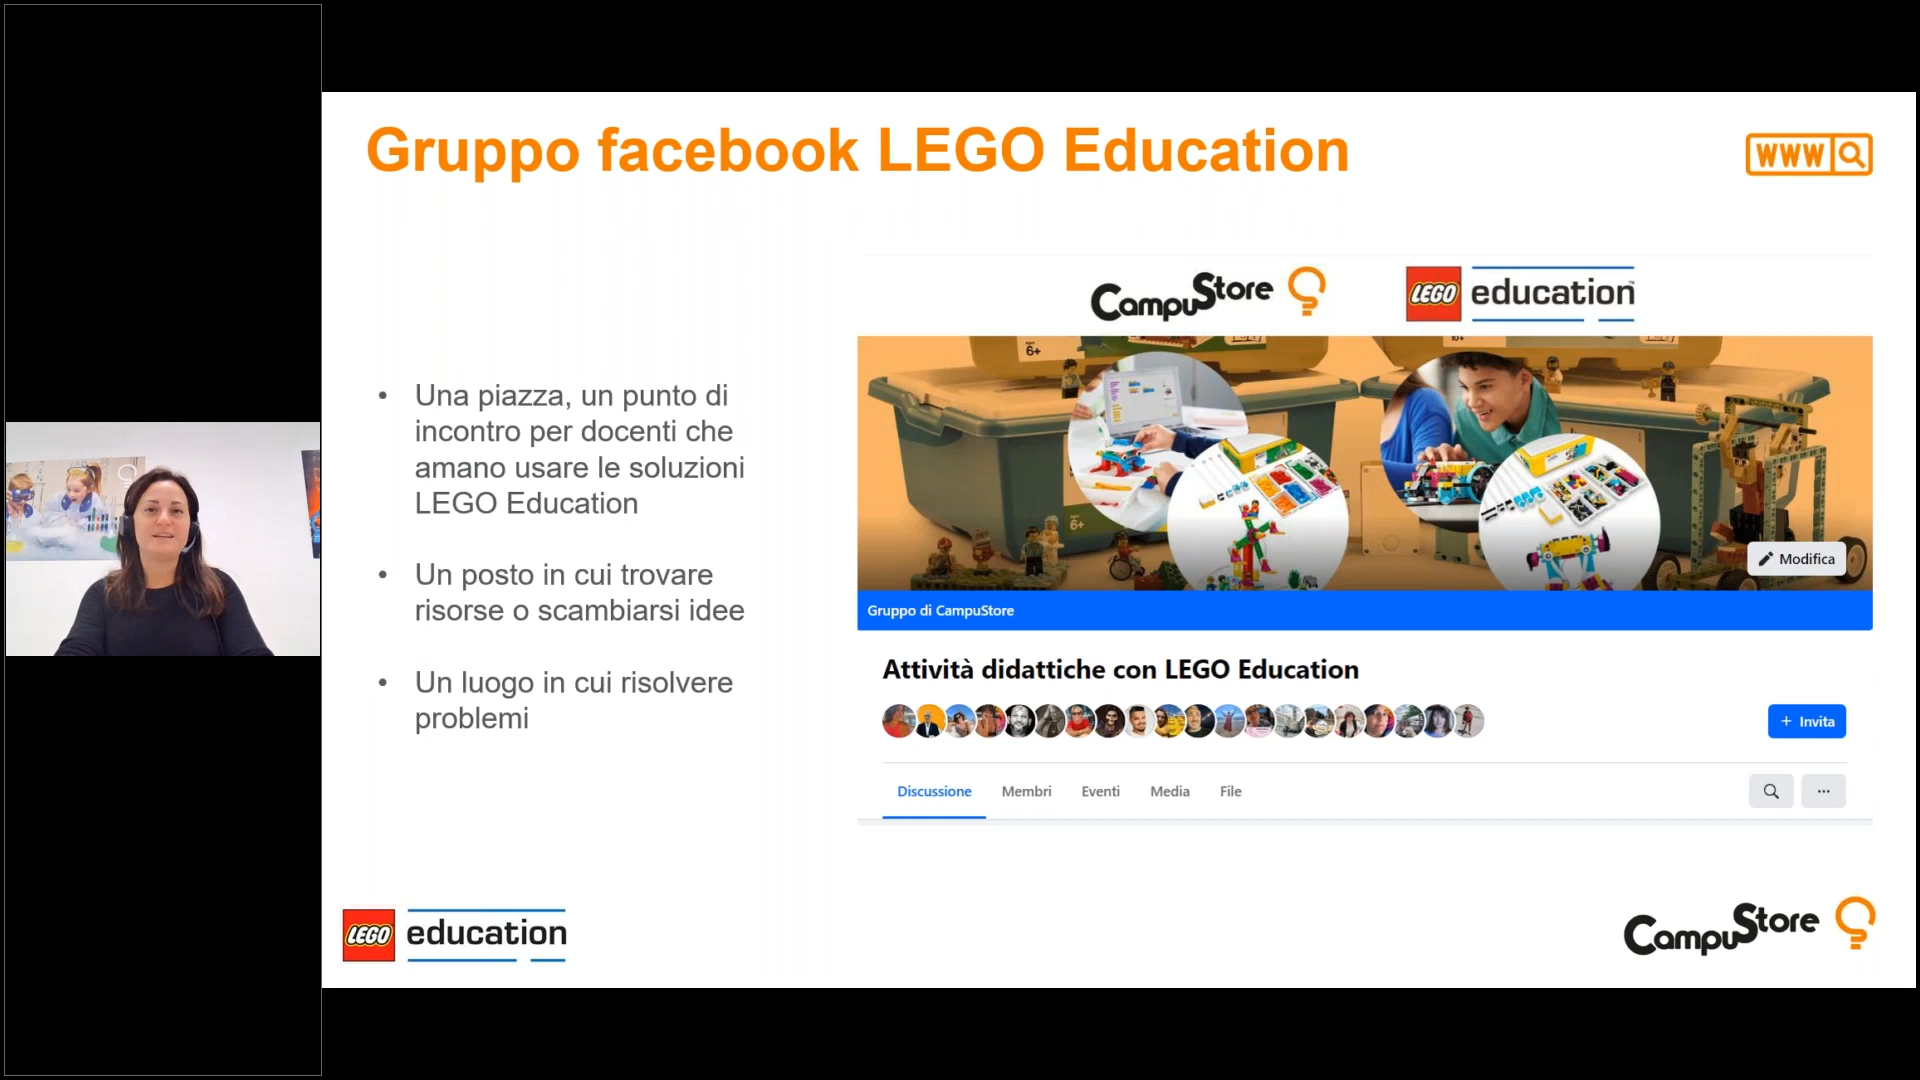 Gruppo facebook LEGO Education
WWW
• Una piazza, un punto di
incontro per docenti che
amano usare le soluzioni
LEGO Education
• Un posto in cui trovare
risorse o scambiarsi idee
• Un luogo in cui risolvere
problemi
CampuStore
LEGO education
6+
10+
6+
Modifica
Gruppo di CampuStore
Attività didattiche con LEGO Education
+ Invita
Discussione Membri Eventi Media File
...
LEGO education
CampuStore